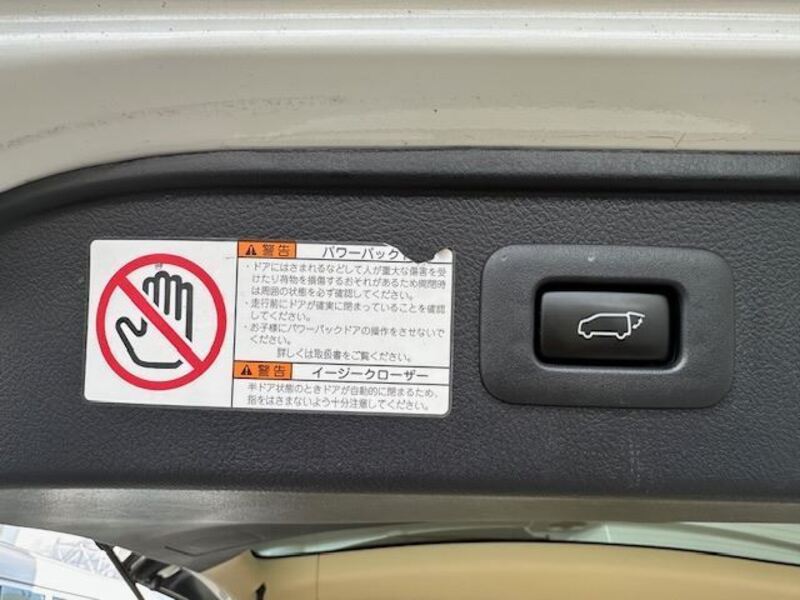 警告 パワーバックド
・ドアにはさまれるなどして人が重大な傷害を受
けたり荷物を損傷するおそれがあるため開閉時
は周囲の状態を必ず確認してください。
・走行前にドアが確実に閉まっていることを確認
してください。
・お子様にパワーバックドアの操作をさせないで
ください。
詳しくは取扱書をご覧ください。
警告 イージークローザー
半ドア状態のときドアが自動的に閉まるため、
指をはさまないよう十分注意してください。